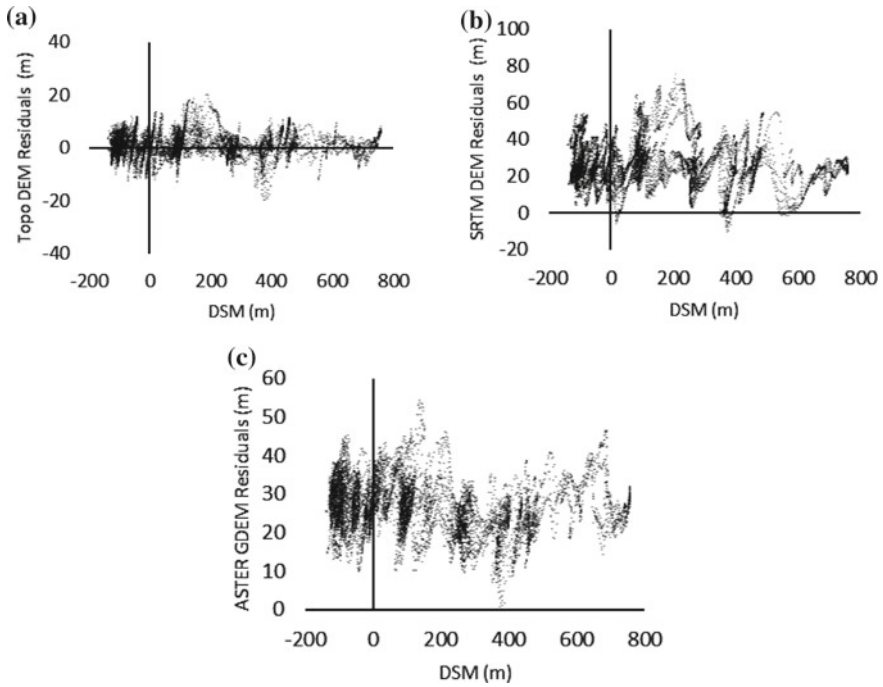 (a)
40
20
0
-20
-40
Topo DEM Residuals (m)
-200 0 200 400 600 800
DSM (m)
(b)
100
80
60
40
20
0
-20
SRTM DEM Residuals (m)
-200 0 200 400 600 800
DSM (m)
(c)
60
50
40
30
20
10
0
ASTER GDEM Residuals (m)
-200 0 200 400 600 800
DSM (m)